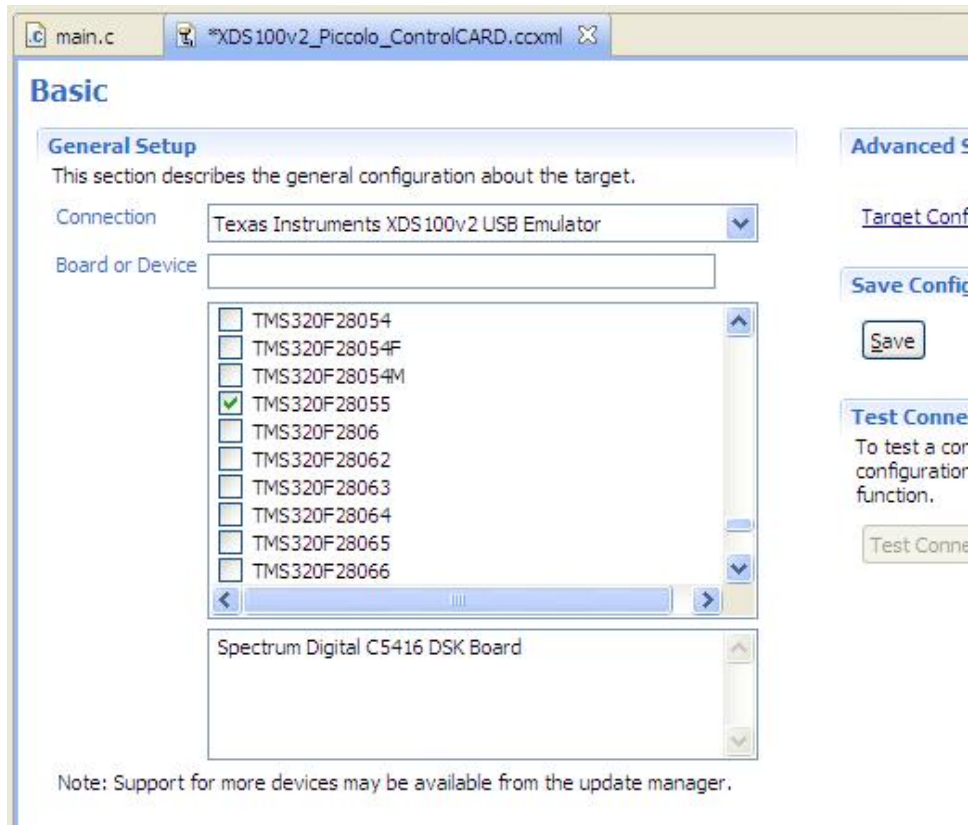 main.c
*XDS100v2_Piccolo_ControlCARD.ccxml
Basic
General Setup
This section describes the general configuration about the target.
Connection
Texas Instruments XDS100v2 USB Emulator
Board or Device
TMS320F28054
TMS320F28054F
TMS320F28054M
TMS320F28055
TMS320F2806
TMS320F28062
TMS320F28063
TMS320F28064
TMS320F28065
TMS320F28066
Spectrum Digital C5416 DSK Board
Note: Support for more devices may be available from the update manager.
Advanced S
Target Conf
Save Config
Save
Test Conne
To test a con
configuration
function.
Test Conne